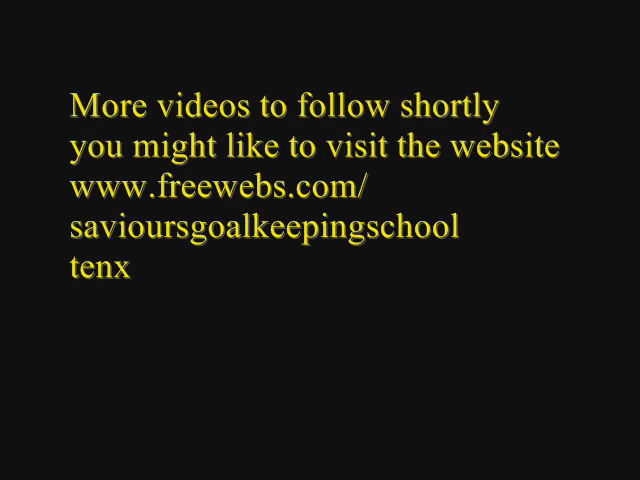 More videos to follow shortly
you might like to visit the website
www.freewebs.com/
savioursgoalkeepingschool
tenx